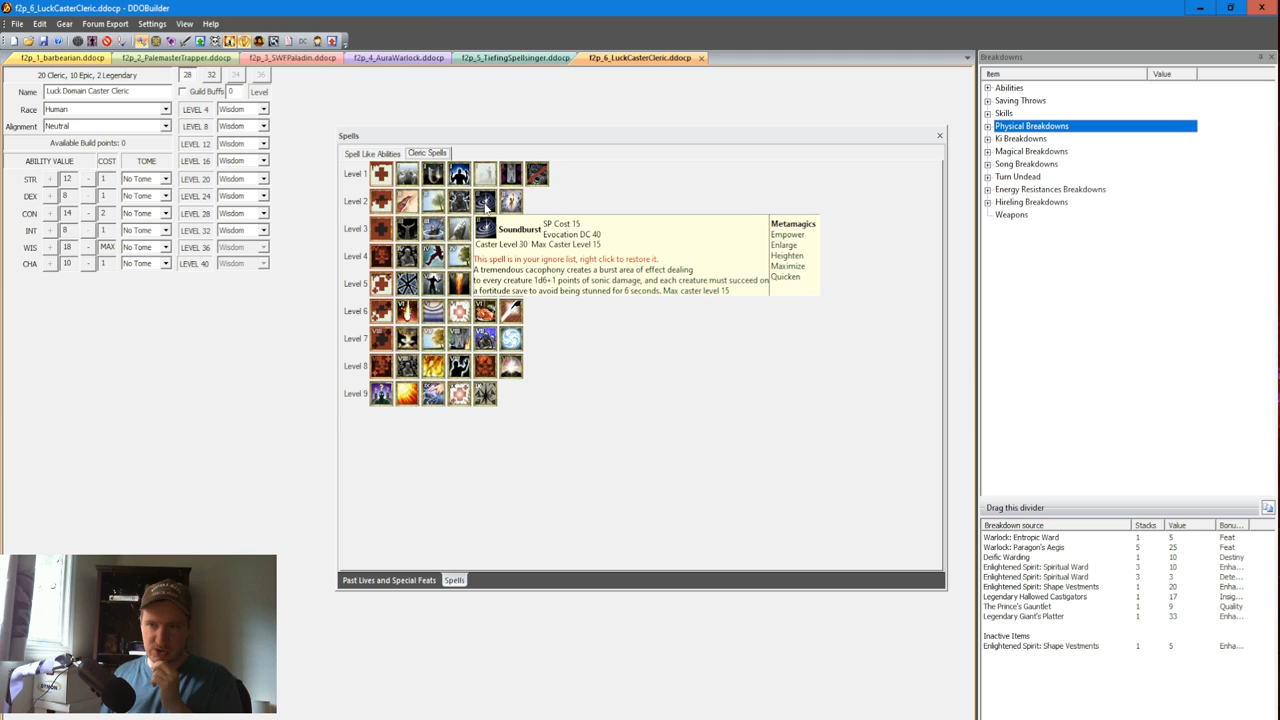 f2p_6_LuckCasterCleric.ddocp - DDOBuilder
File Edit Gear Forum Export Settings View Help
f2p_1_barbearian.ddocp f2p_2_PalemasterTrapper.ddocp f2p_3_SWFPaladin.ddocp f2p_4_AuraWarlock.ddocp f2p_5_TieflingSpellsinger.ddocp f2p_6_LuckCasterCleric.ddocp x
20 Cleric, 10 Epic, 2 Legendary 28 32 34 36
Name Luck Domain Caster Cleric Guild Buffs 0 Level
Race Human LEVEL 4 Wisdom
Alignment Neutral LEVEL 8 Wisdom
Available Build points: 0 LEVEL 12 Wisdom
ABILITY VALUE COST TOME LEVEL 16 Wisdom
STR + 12 - 1 No Tome LEVEL 20 Wisdom
DEX + 8 - 1 No Tome LEVEL 24 Wisdom
CON + 14 - 2 No Tome LEVEL 28 Wisdom
INT + 8 - 1 No Tome LEVEL 32 Wisdom
WIS + 18 - MAX No Tome LEVEL 36 Wisdom
CHA + 10 - 1 No Tome LEVEL 40 Wisdom
Spells
Spell Like Abilities Cleric Spells
Level 1
Level 2
Level 3
Level 4
Level 5
Level 6
Level 7
Level 8
Level 9
Soundburst SP Cost 15
Evocation DC 40
Caster Level 30 Max Caster Level 15
This spell is in your ignore list, right click to restore it.
A tremendous cacophony creates a burst area of effect dealing
to every creature 1d6+1 points of sonic damage, and each creature must succeed on
a fortitude save to avoid being stunned for 6 seconds. Max caster level 15
Metamagics
Empower
Enlarge
Heighten
Maximize
Quicken
Past Lives and Special Feats Spells
Breakdowns
Item Value
Abilities
Saving Throws
Skills
Physical Breakdowns
Ki Breakdowns
Magical Breakdowns
Song Breakdowns
Turn Undead
Energy Resistances Breakdowns
Hireling Breakdowns
Weapons
Drag this divider
Breakdown source Stacks Value Bonu...
Warlock: Entropic Ward 1 5 Feat
Warlock: Paragon's Aegis 5 25 Feat
Deific Warding 1 10 Destiny
Enlightened Spirit: Spiritual Ward 3 10 Enha...
Enlightened Spirit: Spiritual Ward 3 3 Dete...
Enlightened Spirit: Shape Vestments 1 20 Enha...
Legendary Hallowed Castigators 1 17 Insig...
The Prince's Gauntlet 1 9 Quality
Legendary Giant's Platter 1 33 Enha...
Inactive Items
Enlightened Spirit: Shape Vestments 1 5 Enha...